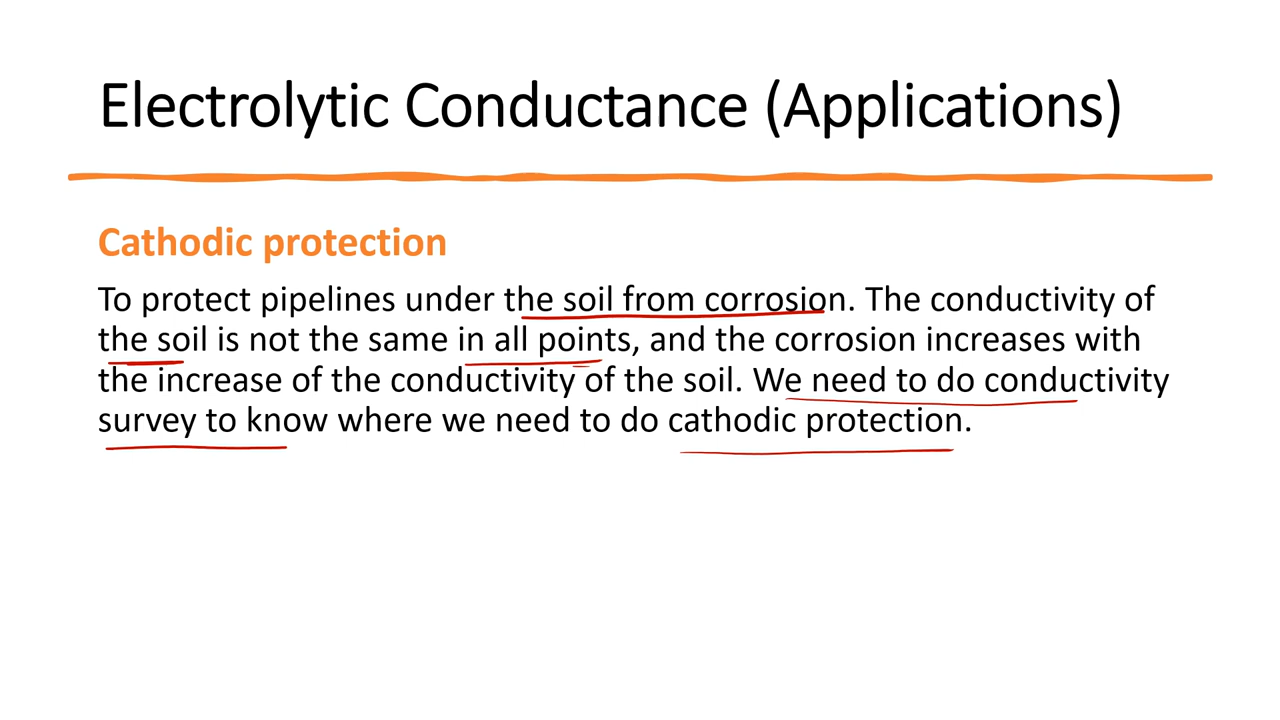 Electrolytic Conductance (Applications)
Cathodic protection
To protect pipelines under the soil from corrosion. The conductivity of
the soil is not the same in all points, and the corrosion increases with
the increase of the conductivity of the soil. We need to do conductivity
survey to know where we need to do cathodic protection.